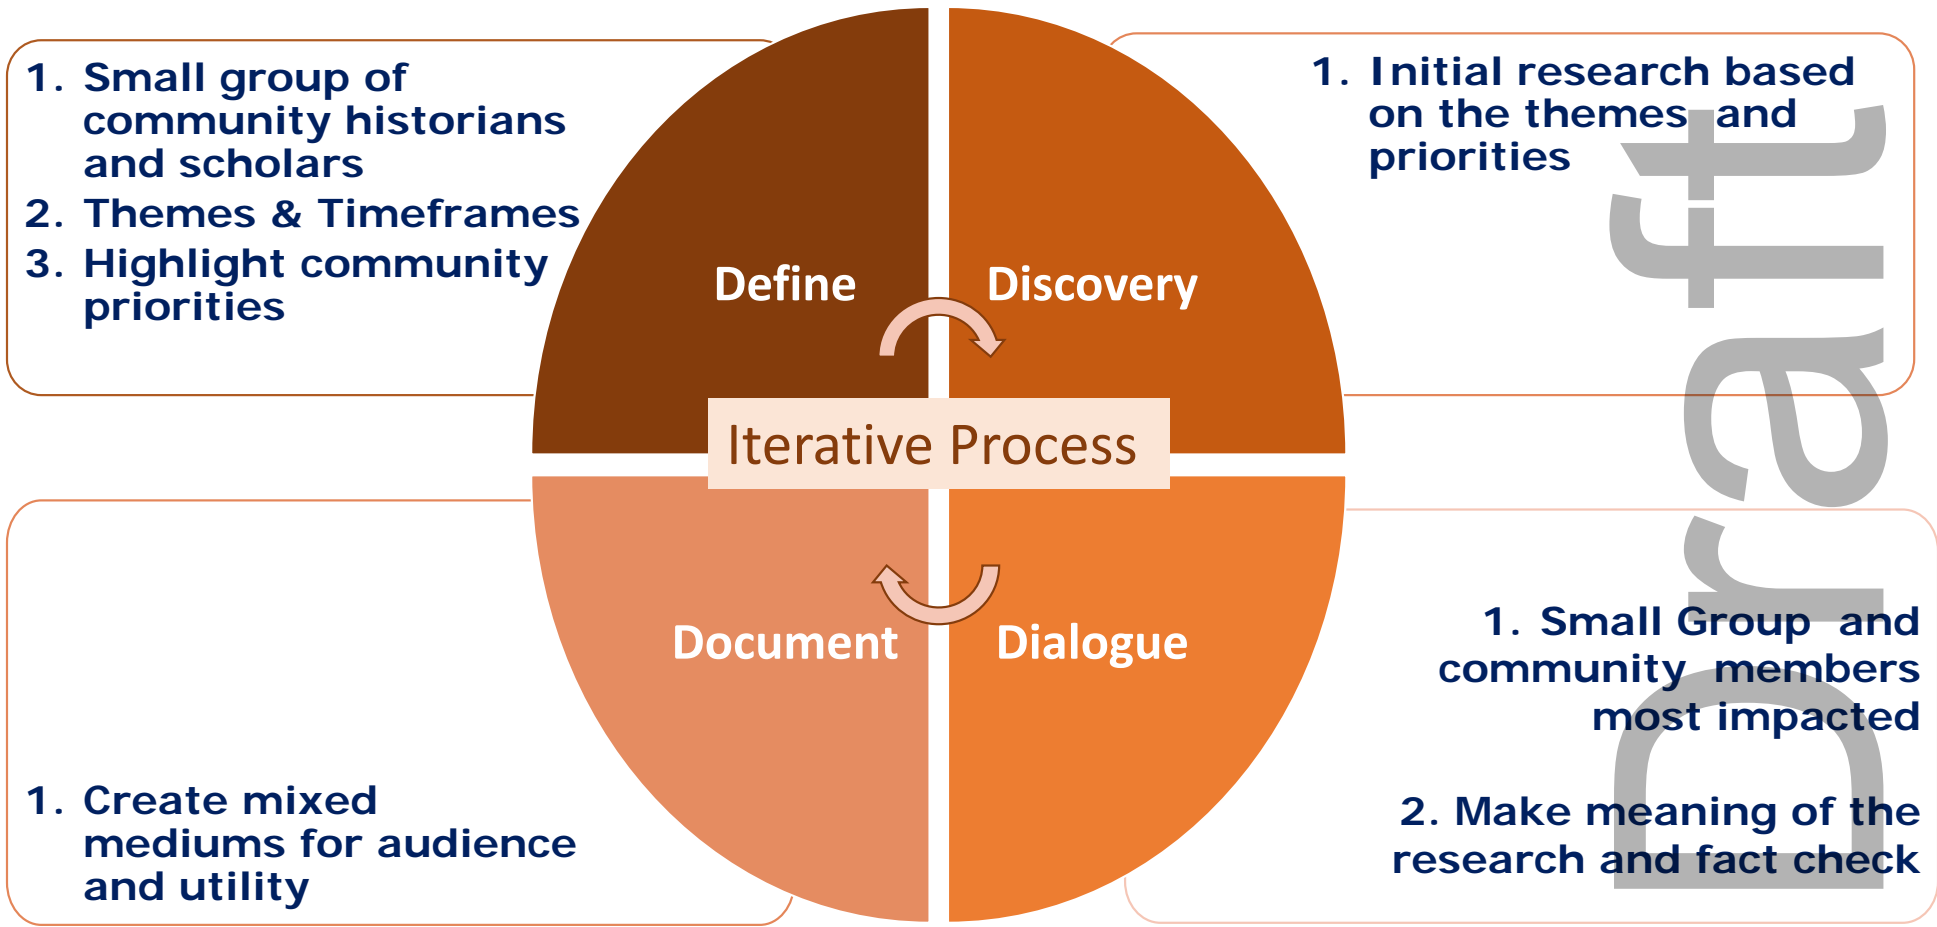 1. Small group of
community historians
and scholars
2. Themes & Timeframes
3. Highlight community
priorities
Define
Discovery
1. Initial research based
on the themes and
priorities
Iterative Process
Document
Dialogue
1. Create mixed
mediums for audience
and utility
1. Small Group and
community members
most impacted
2. Make meaning of the
research and fact check
Draft